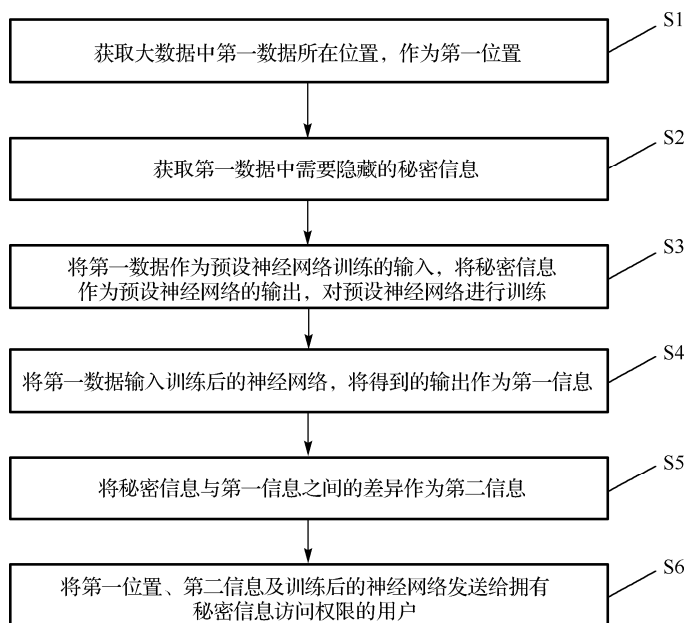 S1
获取大数据中第一数据所在位置，作为第一位置
S2
获取第一数据中需要隐藏的秘密信息
S3
将第一数据作为预设神经网络训练的输入，将秘密信息
作为预设神经网络的输出，对预设神经网络进行训练
S4
将第一数据输入训练后的神经网络，将得到的输出作为第一信息
S5
将秘密信息与第一信息之间的差异作为第二信息
S6
将第一位置、第二信息及训练后的神经网络发送给拥有
秘密信息访问权限的用户